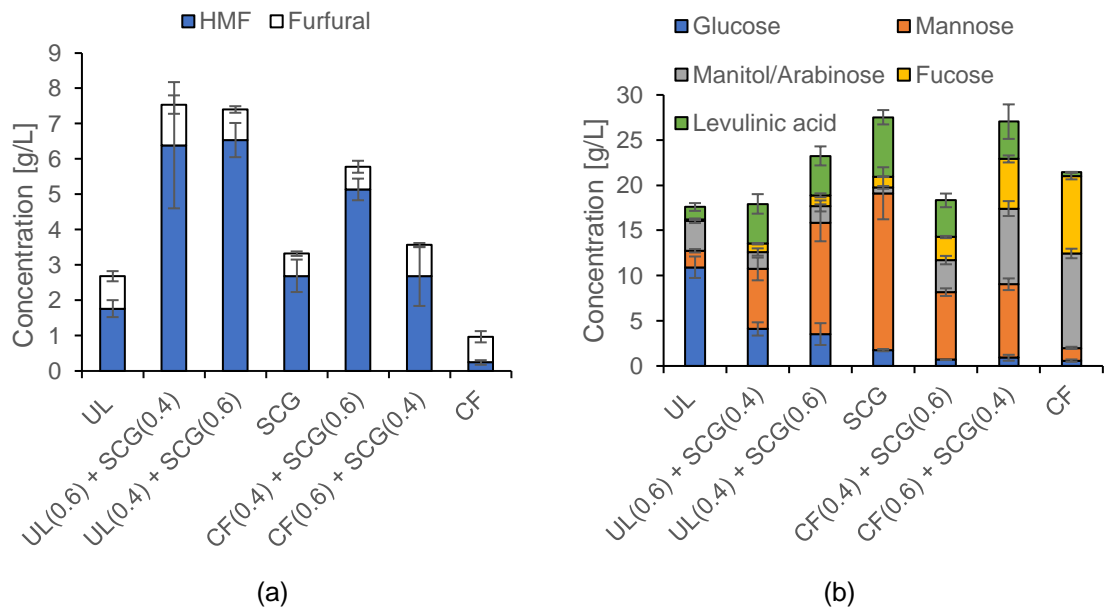 HMF Furfural
Concentration [g/L]
9
8
7
6
5
4
3
2
1
0
UL
UL(0.6) + SCG(0.4)
UL(0.4) + SCG(0.6)
SCG
CF(0.4) + SCG(0.6)
CF(0.6) + SCG(0.4)
CF
(a)
Glucose Mannose
Manitol/Arabinose Fucose
Levulinic acid
Concentration [g/L]
30
25
20
15
10
5
0
UL
UL(0.6) + SCG(0.4)
UL(0.4) + SCG(0.6)
SCG
CF(0.4) + SCG(0.6)
CF(0.6) + SCG(0.4)
CF
(b)